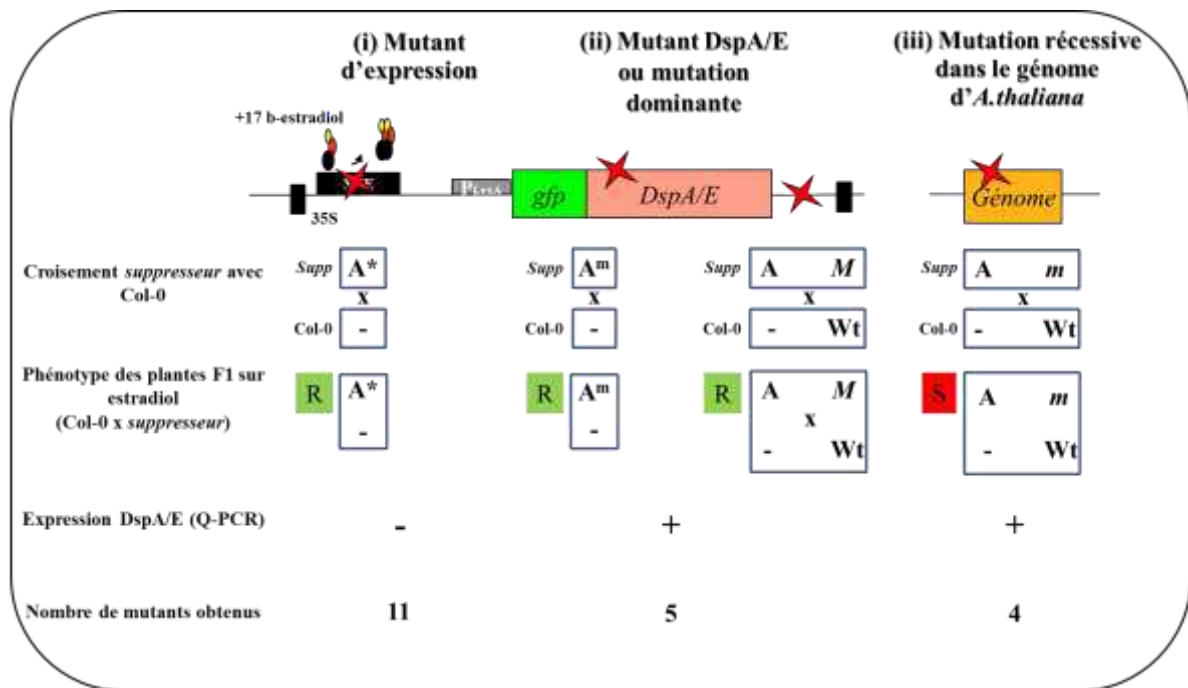 (i) Mutant
d'expression
(ii) Mutant DspA/E
ou mutation
dominante
(iii) Mutation récessive
dans le génome
d'A.thaliana
+17 b-estradiol
35S
gfp
DspA/E
Génome
Croisement suppresseur avec
Col-0
Supp
A*
x
Col-0
-
Supp
Aᵐ
x
Col-0
-
Supp
A M
x
Col-0
- Wt
Supp
A m
x
Col-0
- Wt
Phénotype des plantes F1 sur
estradiol
(Col-0 x suppresseur)
R
A*
-
R
Aᵐ
-
R
A M
x
- Wt
S
A m
- Wt
Expression DspA/E (Q-PCR)
- + +
Nombre de mutants obtenus
11 5 4